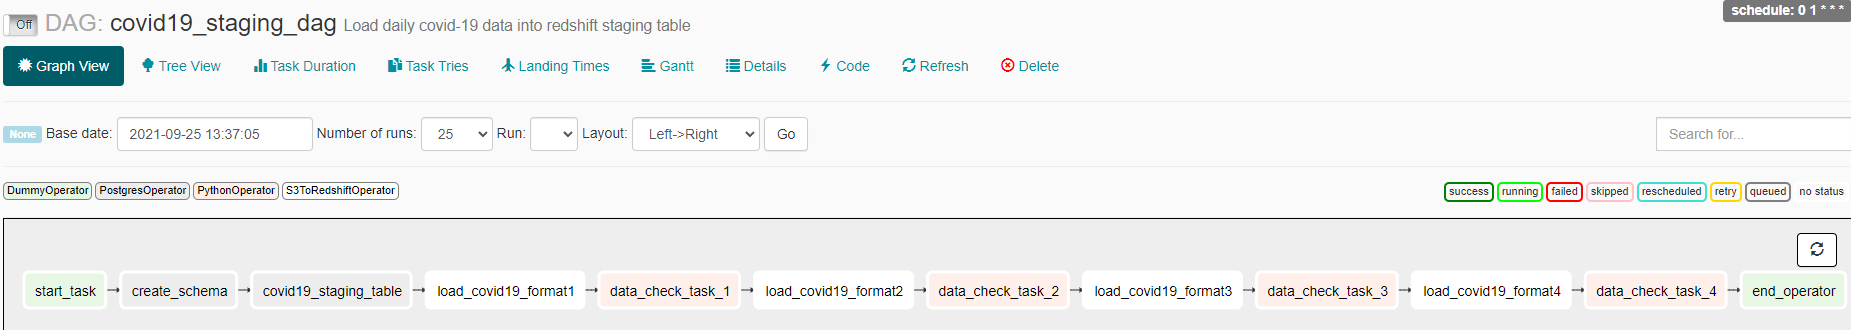 Off DAG: covid19_staging_dag Load daily covid-19 data into redshift staging table schedule: 0 1 * * *
Graph View Tree View Task Duration Task Tries Landing Times Gantt Details Code Refresh Delete
None Base date: 2021-09-25 13:37:05 Number of runs: 25 Run: Layout: Left->Right Go Search for...
DummyOperator PostgresOperator PythonOperator S3ToRedshiftOperator success running failed skipped rescheduled retry queued no status
start_task create_schema covid19_staging_table load_covid19_format1 data_check_task_1 load_covid19_format2 data_check_task_2 load_covid19_format3 data_check_task_3 load_covid19_format4 data_check_task_4 end_operator